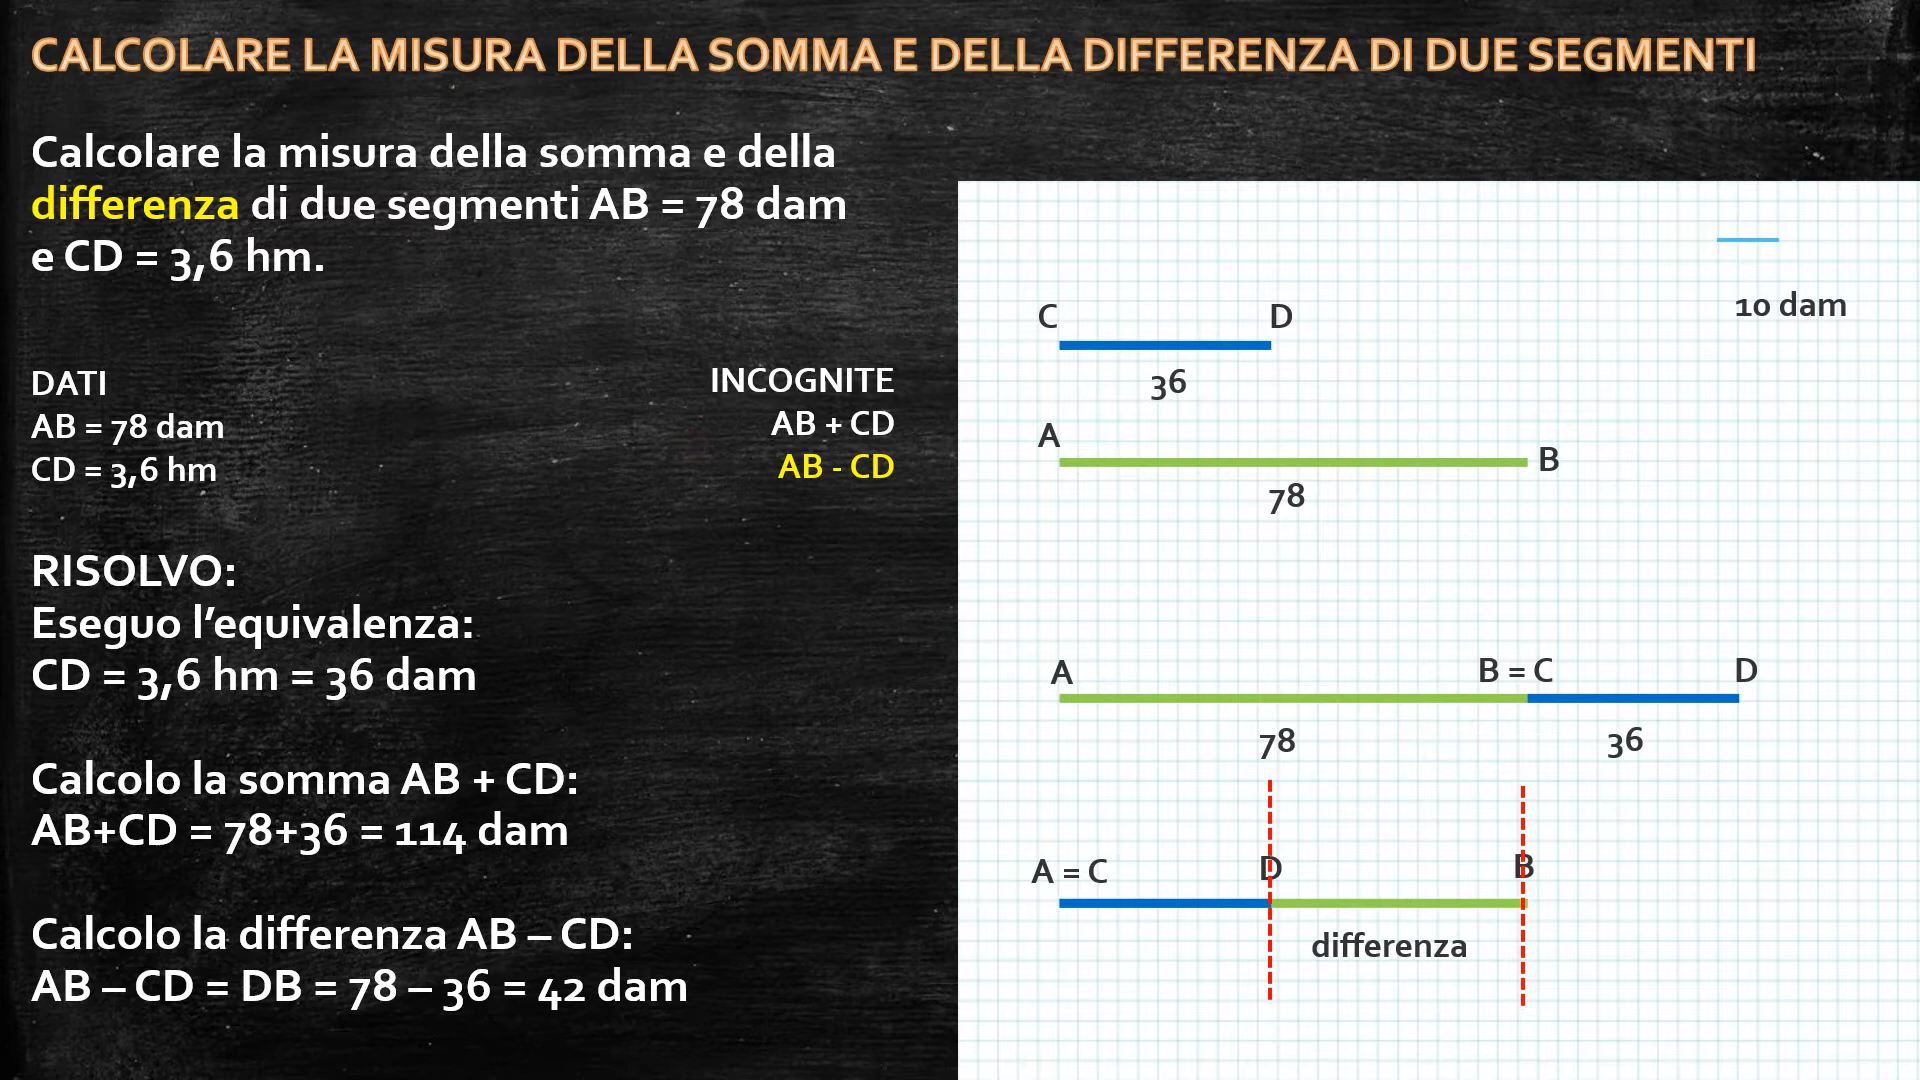 CALCOLARE LA MISURA DELLA SOMMA E DELLA DIFFERENZA DI DUE SEGMENTI
Calcolare la misura della somma e della
differenza di due segmenti AB = 78 dam
e CD = 3,6 hm.
DATI
AB = 78 dam
CD = 3,6 hm
INCOGNITE
AB + CD
AB - CD
RISOLVO:
Eseguo l’equivalenza:
CD = 3,6 hm = 36 dam
Calcolo la somma AB + CD:
AB+CD = 78+36 = 114 dam
Calcolo la differenza AB – CD:
AB – CD = DB = 78 – 36 = 42 dam
10 dam
C D
36
A B
78
A B = C D
78 36
A = C D B
differenza